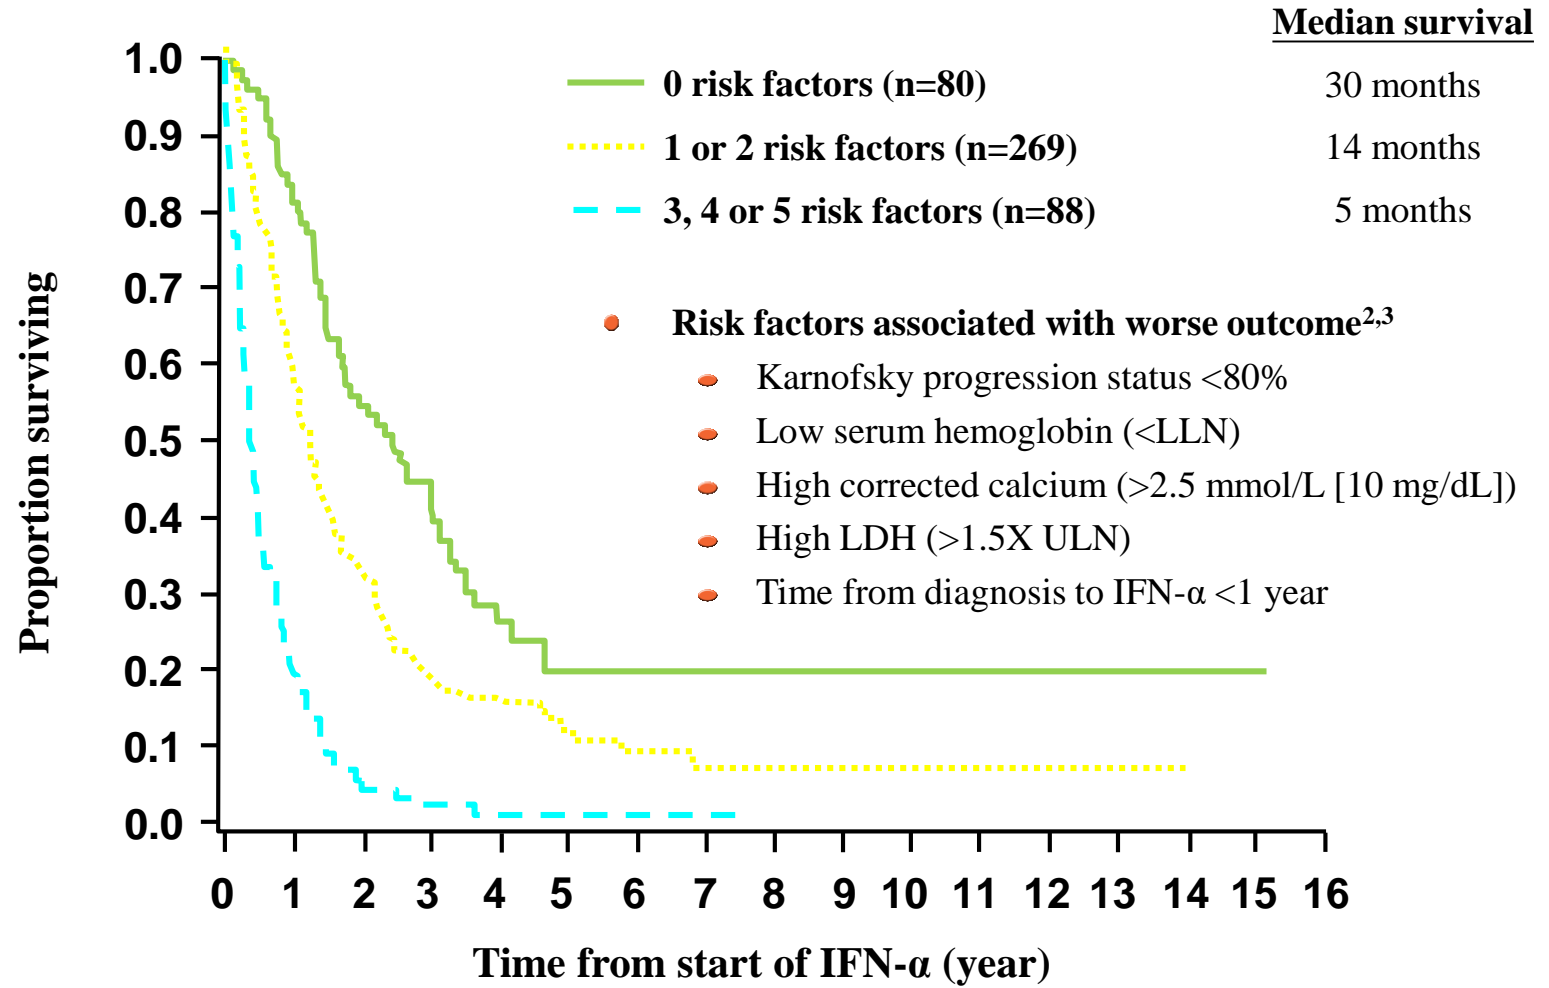 Median survival
0 risk factors (n=80) 30 months
1 or 2 risk factors (n=269) 14 months
3, 4 or 5 risk factors (n=88) 5 months
Risk factors associated with worse outcome2,3
Karnofsky progression status <80%
Low serum hemoglobin (<LLN)
High corrected calcium (>2.5 mmol/L [10 mg/dL])
High LDH (>1.5X ULN)
Time from diagnosis to IFN-α <1 year
Proportion surviving
1.0
0.9
0.8
0.7
0.6
0.5
0.4
0.3
0.2
0.1
0.0
0 1 2 3 4 5 6 7 8 9 10 11 12 13 14 15 16
Time from start of IFN-α (year)